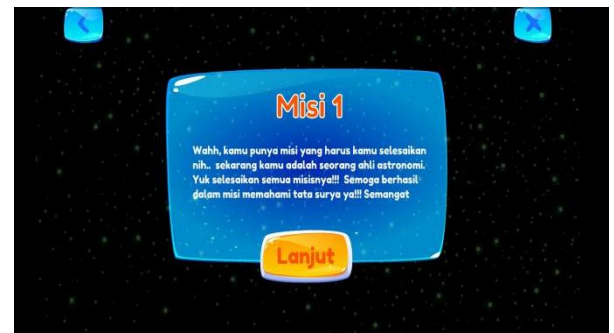 Misi 1
Wahh, kamu punya misi yang harus kamu selesaikan
nih.. sekarang kamu adalah seorang ahli astronomi.
Yuk selesaikan semua misinya!!! Semoga berhasil
dalam misi memahami tata surya ya!!! Semangat
Lanjut